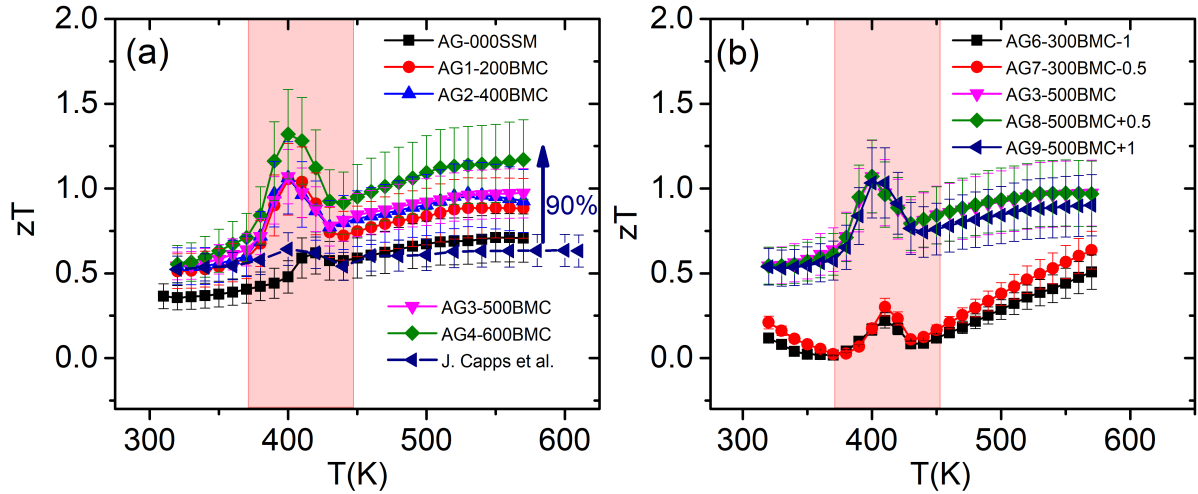 (a)
AG-000SSM
AG1-200BMC
AG2-400BMC
AG3-500BMC
AG4-600BMC
J. Capps et al.
90%
zT
2.0
1.5
1.0
0.5
0.0
300
400
500
600
T(K)
(b)
AG6-300BMC-1
AG7-300BMC-0.5
AG3-500BMC
AG8-500BMC+0.5
AG9-500BMC+1
zT
2.0
1.5
1.0
0.5
0.0
300
400
500
600
T(K)